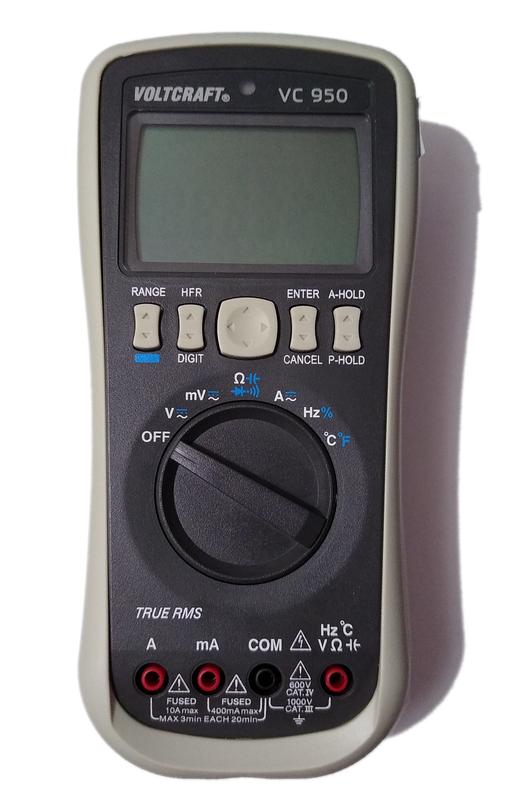 VOLTCRAFT® VC 950
RANGE HFR ENTER A-HOLD
DIGIT CANCEL P-HOLD
Ω
mV A
V Hz%
OFF °C°F
TRUE RMS
Hz °C
A mA COM V Ω
FUSED
10A max
FUSED
400mA max
MAX 3min EACH 20min
600V
CAT. IV
1000V
CAT. III